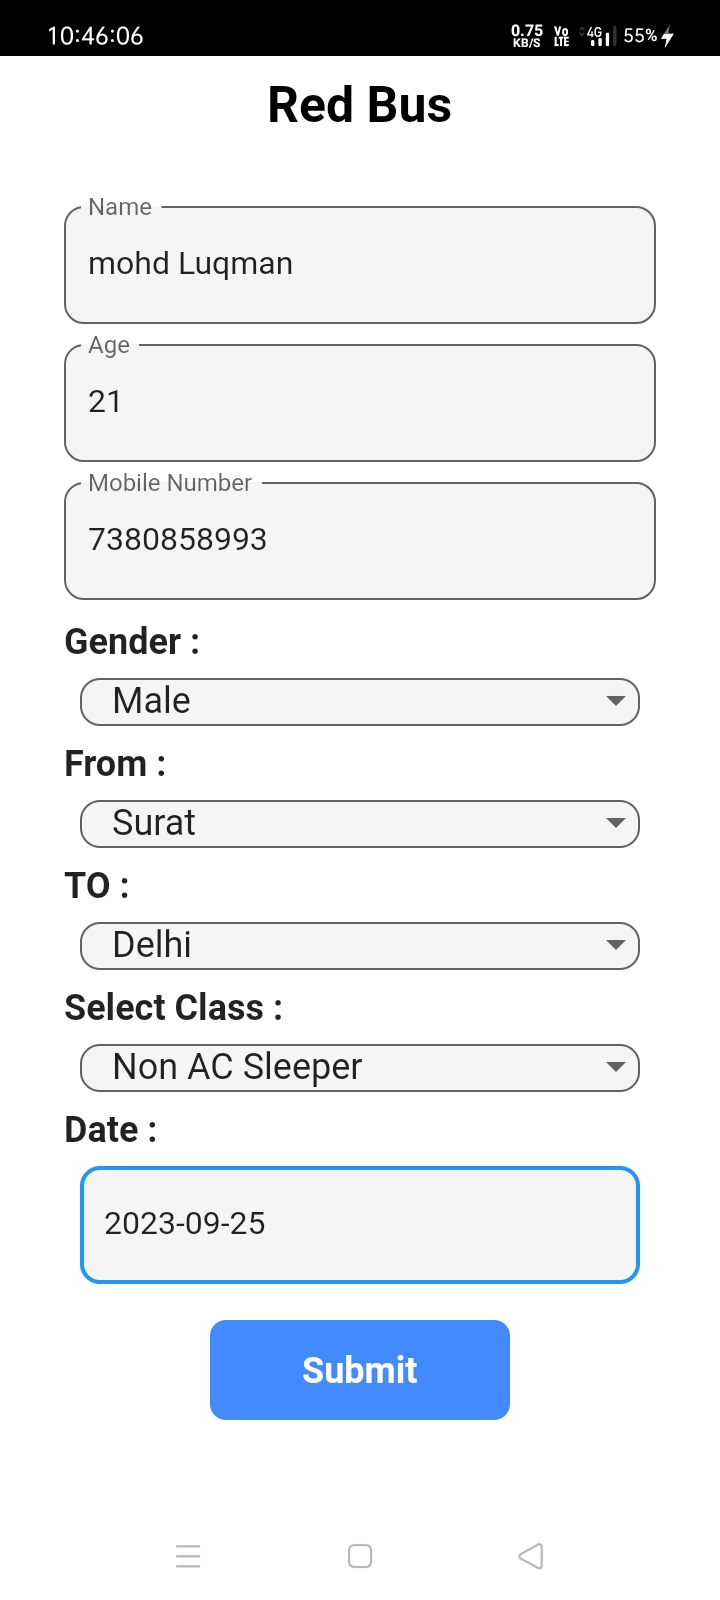 10:46:06 0.75 KB/S Vo LTE 4G 55%
Red Bus
Name
mohd Luqman
Age
21
Mobile Number
7380858993
Gender :
Male
From :
Surat
TO :
Delhi
Select Class :
Non AC Sleeper
Date :
2023-09-25
Submit